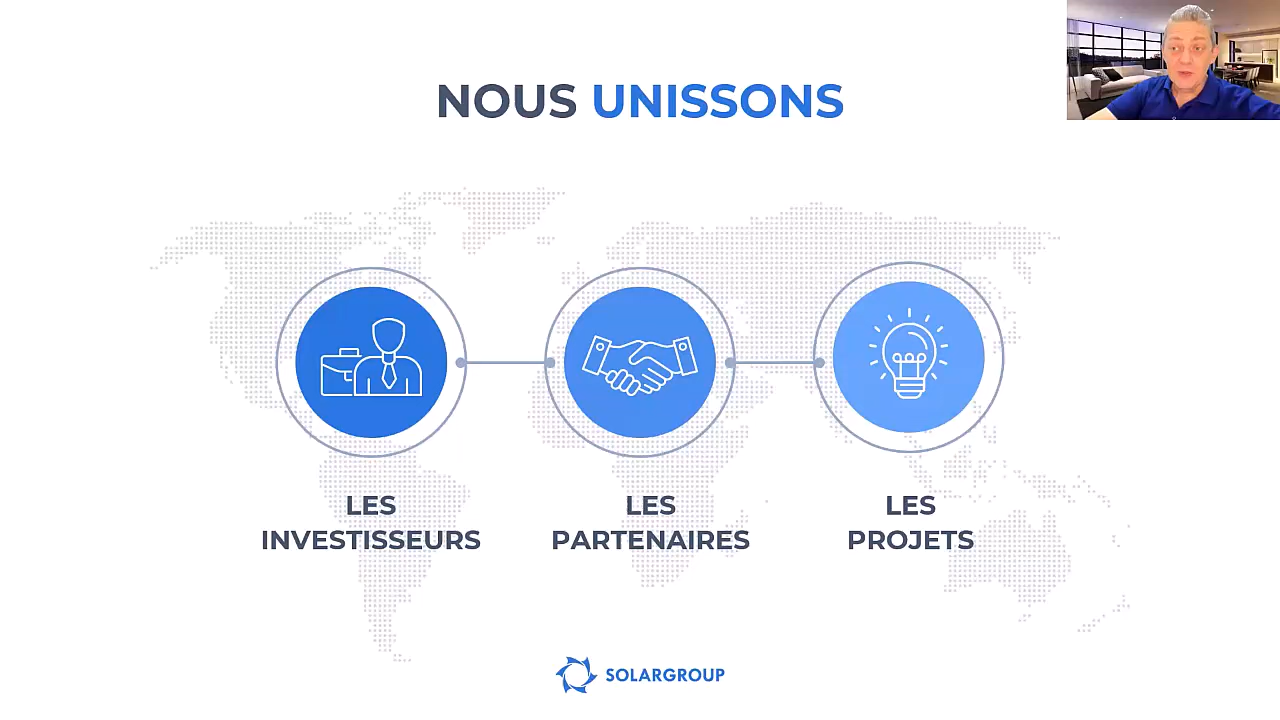 NOUS UNISSONS
LES
INVESTISSEURS
LES
PARTENAIRES
LES
PROJETS
SOLARGROUP